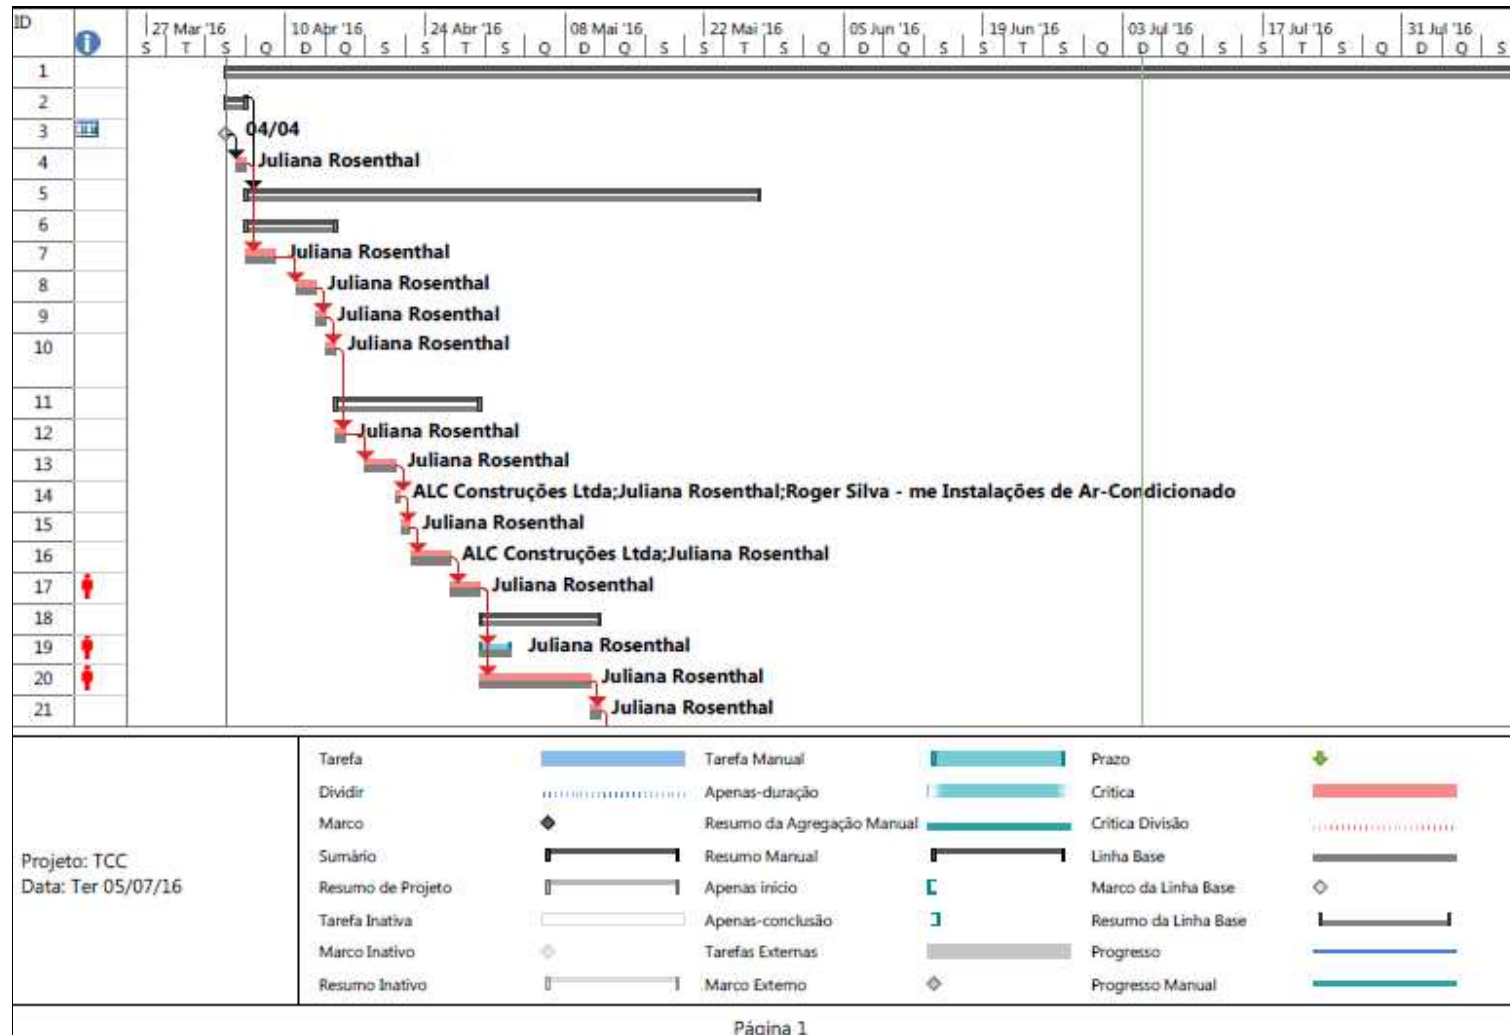 ID
27 Mar '16 10 Abr '16 24 Abr '16 08 Mai '16 22 Mai '16 05 Jun '16 19 Jun '16 03 Jul '16 17 Jul '16 31 Jul '16
S T S Q D Q S S T S Q D Q S S T S Q D Q S S T S Q D Q S S T S Q D Q S
1
2
3 04/04
4 Juliana Rosenthal
5
6
7 Juliana Rosenthal
8 Juliana Rosenthal
9 Juliana Rosenthal
10 Juliana Rosenthal
11
12 Juliana Rosenthal
13 Juliana Rosenthal
14 ALC Construções Ltda;Juliana Rosenthal;Roger Silva - me Instalações de Ar-Condicionado
15 Juliana Rosenthal
16 ALC Construções Ltda;Juliana Rosenthal
17 Juliana Rosenthal
18
19 Juliana Rosenthal
20 Juliana Rosenthal
21 Juliana Rosenthal
Projeto: TCC
Data: Ter 05/07/16
Tarefa Tarefa Manual Prazo
Dividir Apenas-duração Crítica
Marco Resumo da Agregação Manual Crítica Divisão
Sumário Resumo Manual Linha Base
Resumo de Projeto Apenas início Marco da Linha Base
Tarefa Inativa Apenas-conclusão Resumo da Linha Base
Marco Inativo Tarefas Externas Progresso
Resumo Inativo Marco Externo Progresso Manual
Página 1